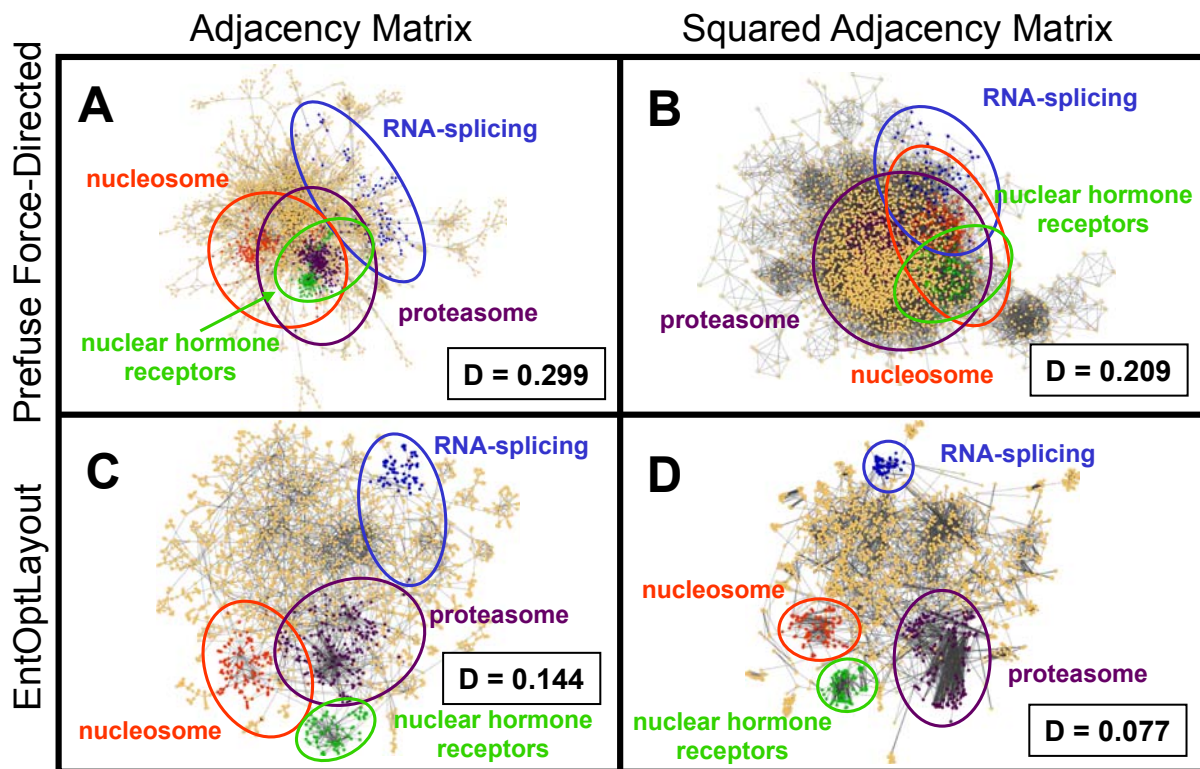 Adjacency Matrix
Squared Adjacency Matrix
Prefuse Force-Directed
A
RNA-splicing
nucleosome
proteasome
nuclear hormone
receptors
D = 0.299
B
RNA-splicing
nuclear hormone
receptors
proteasome
nucleosome
D = 0.209
EntOptLayout
C
RNA-splicing
proteasome
D = 0.144
nucleosome
nuclear hormone
receptors
D
RNA-splicing
nucleosome
proteasome
nuclear hormone
receptors
D = 0.077